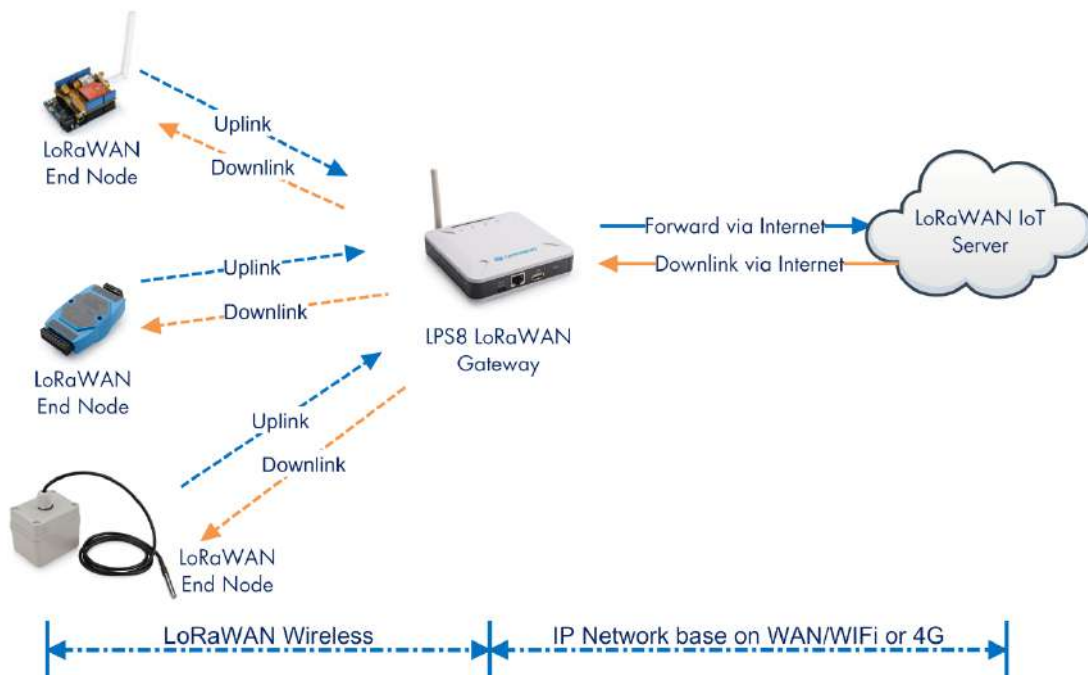 LoRaWAN
End Node
Uplink
Downlink
LoRaWAN
End Node
Uplink
Downlink
LPS8 LoRaWAN
Gateway
Forward via Internet
Downlink via Internet
LoRaWAN IoT
Server
Uplink
Downlink
LoRaWAN
End Node
LoRaWAN Wireless
IP Network base on WAN/WIFi or 4G